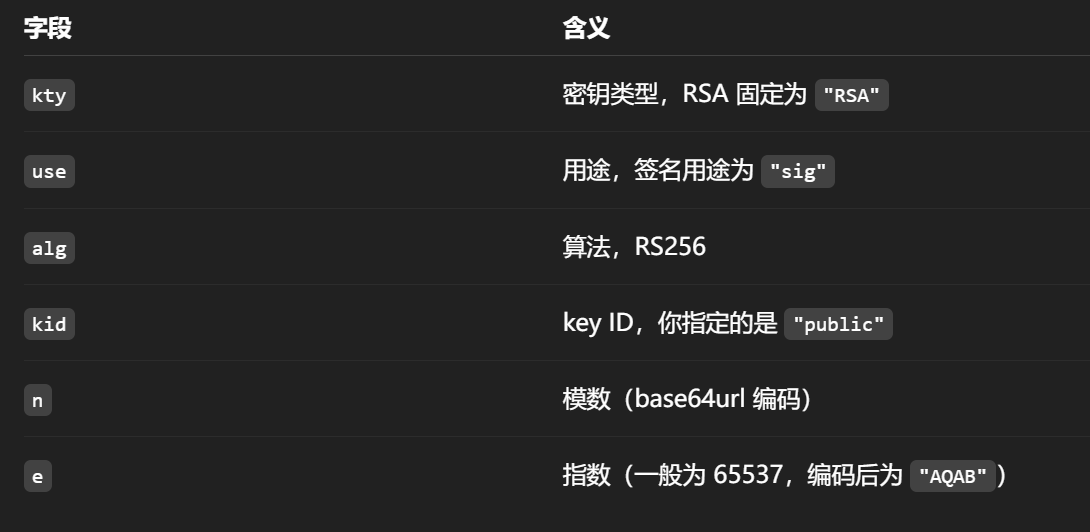 字段 含义
kty 密钥类型，RSA 固定为 "RSA"
use 用途，签名用途为 "sig"
alg 算法，RS256
kid key ID，你指定的是 "public"
n 模数（base64url 编码）
e 指数（一般为 65537，编码后为 "AQAB"）